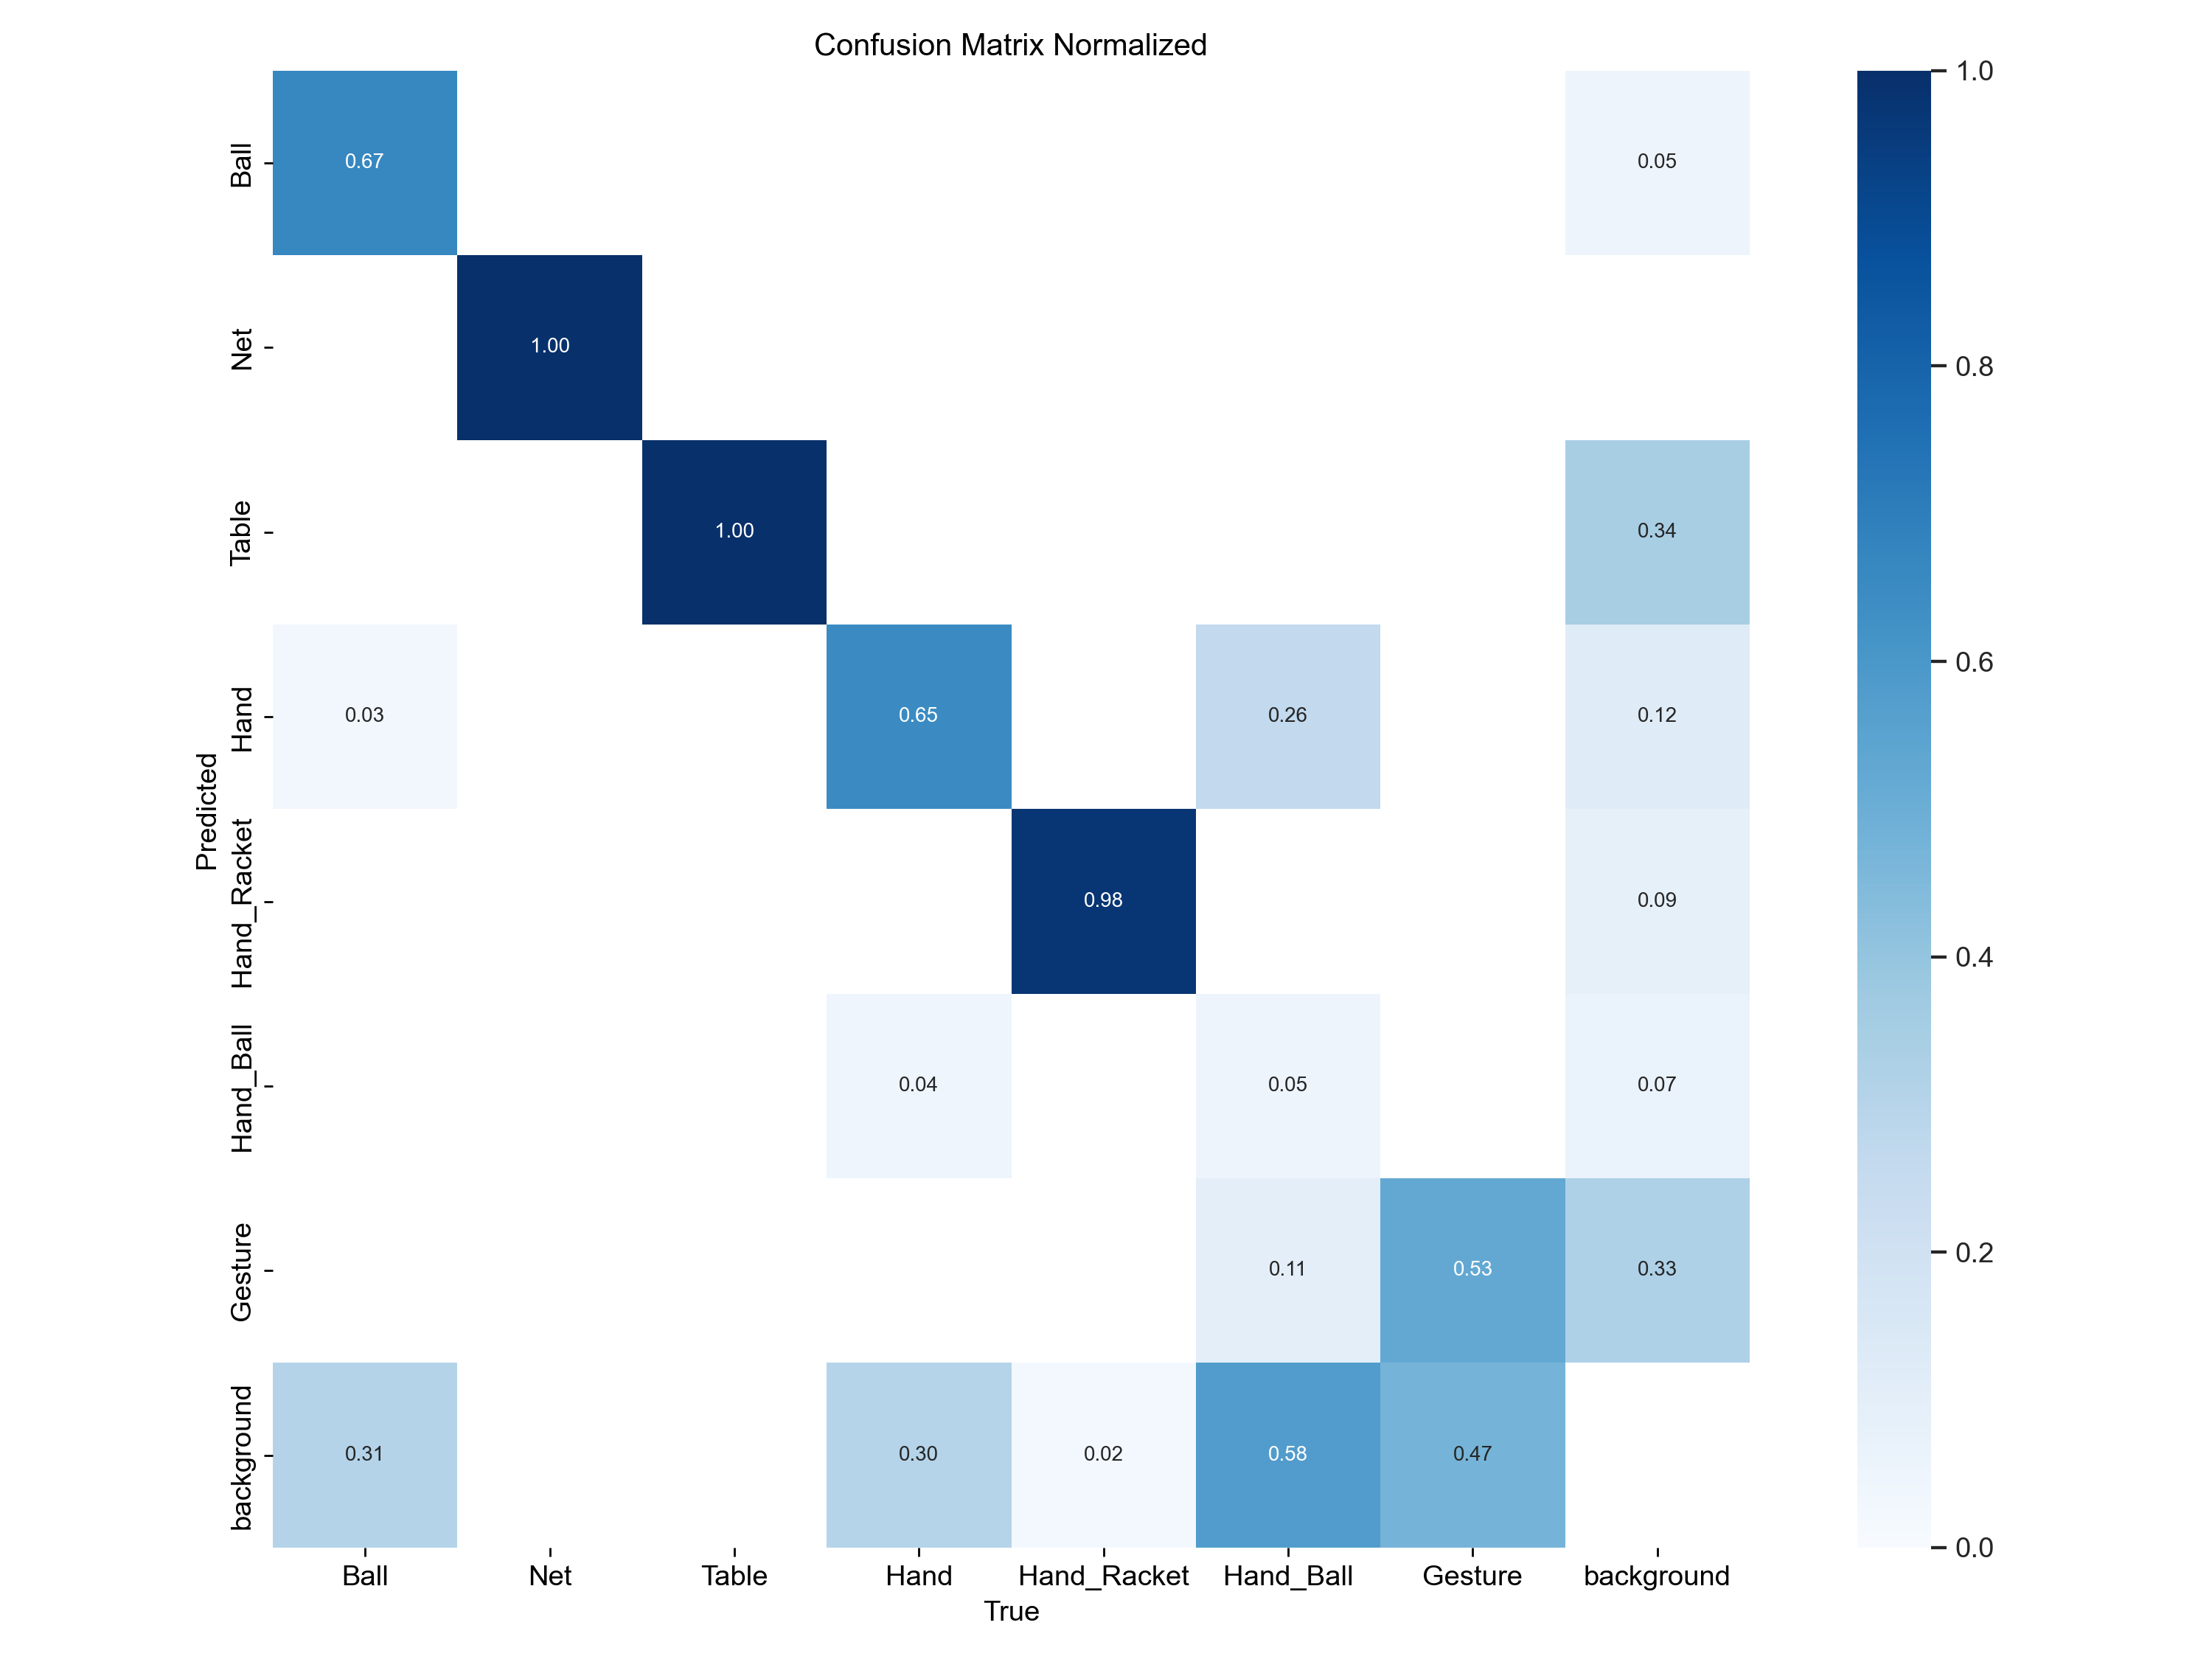 Confusion Matrix Normalized
Ball 0.67 0.05
Net 1.00
Table 1.00 0.34
Hand 0.03 0.65 0.26 0.12
Hand_Racket 0.98 0.09
Hand_Ball 0.04 0.05 0.07
Gesture 0.11 0.53 0.33
background 0.31 0.30 0.02 0.58 0.47
Predicted
Ball Net Table Hand Hand_Racket Hand_Ball Gesture background
True
1.0
0.8
0.6
0.4
0.2
0.0